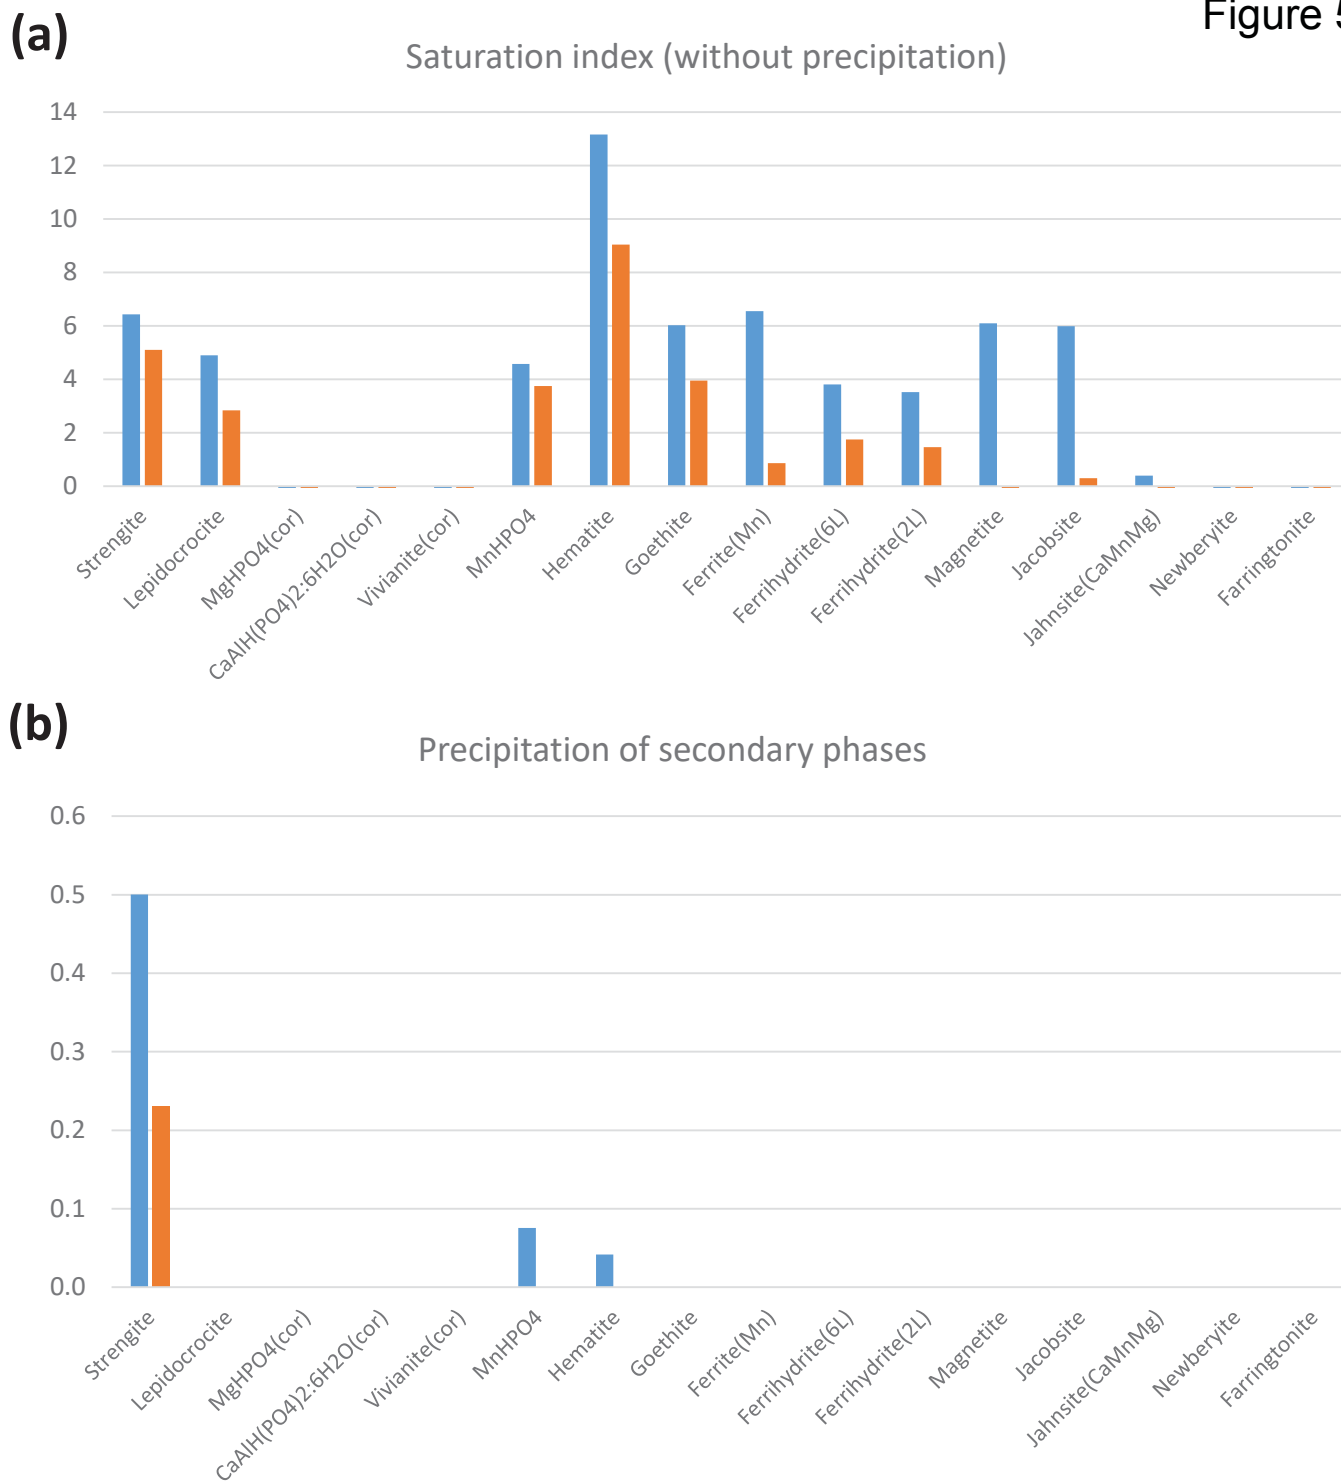 Figure 5
(a)
Saturation index (without precipitation)
14
12
10
8
6
4
2
0
Strengite
Lepidocrocite
MgHPO4(cor)
CaAlH(PO4)2:6H2O(cor)
Vivianite(cor)
MnHPO4
Hematite
Goethite
Ferrite(Mn)
Ferrihydrite(6L)
Ferrihydrite(2L)
Magnetite
Jacobsite
Jahnsite(CaMnMg)
Newberyite
Farringtonite
(b)
Precipitation of secondary phases
0.6
0.5
0.4
0.3
0.2
0.1
0.0
Strengite
Lepidocrocite
MgHPO4(cor)
CaAlH(PO4)2:6H2O(cor)
Vivianite(cor)
MnHPO4
Hematite
Goethite
Ferrite(Mn)
Ferrihydrite(6L)
Ferrihydrite(2L)
Magnetite
Jacobsite
Jahnsite(CaMnMg)
Newberyite
Farringtonite